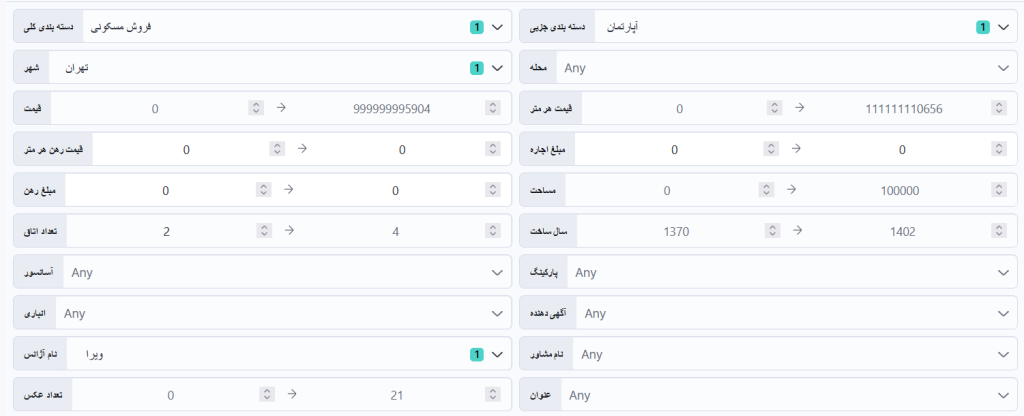 دسته بندی کلی فروش مسکونی 1
دسته بندی جزیی آپارتمان 1
شهر تهران 1
محله Any
قیمت 0 → 999999995904
قیمت هر متر 0 → 111111110656
قیمت رهن هر متر 0 → 0
مبلغ اجاره 0 → 0
مبلغ رهن 0 → 0
مساحت 0 → 100000
تعداد اتاق 2 → 4
سال ساخت 1370 → 1402
آسانسور Any
پارکینگ Any
انباری Any
آگهی دهنده Any
نام آژانس ویرا 1
نام مشاور Any
تعداد عکس 0 → 21
عنوان Any